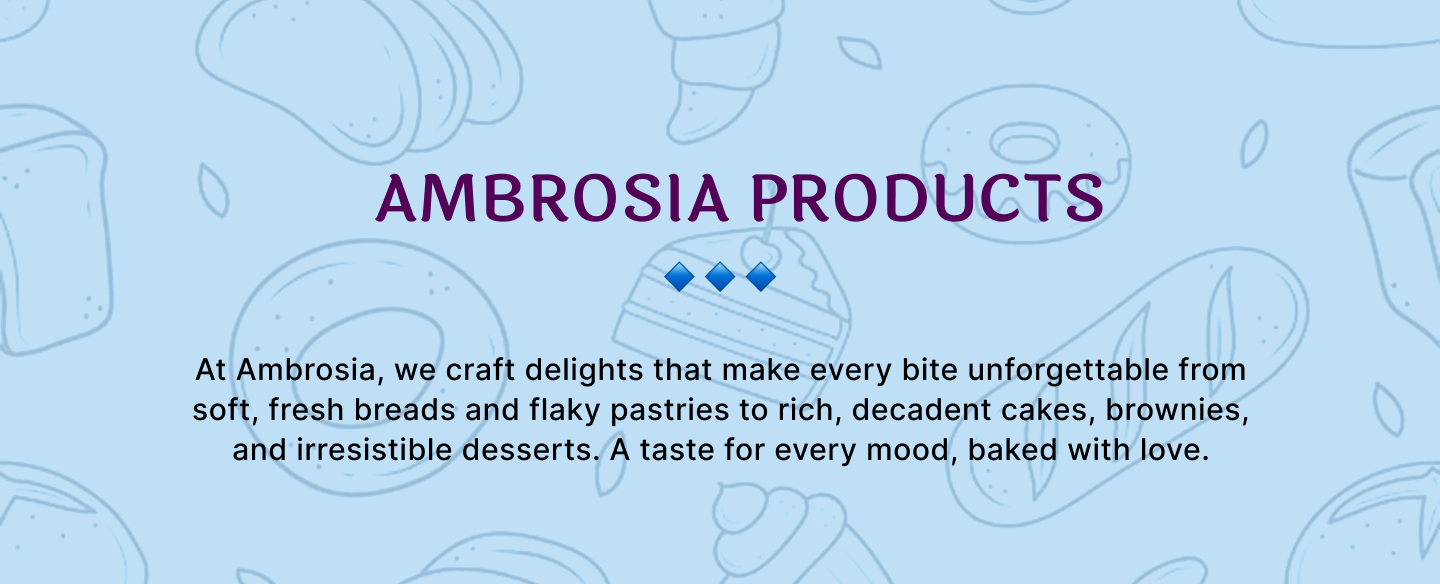 AMBROSIA PRODUCTS
At Ambrosia, we craft delights that make every bite unforgettable from
soft, fresh breads and flaky pastries to rich, decadent cakes, brownies,
and irresistible desserts. A taste for every mood, baked with love.